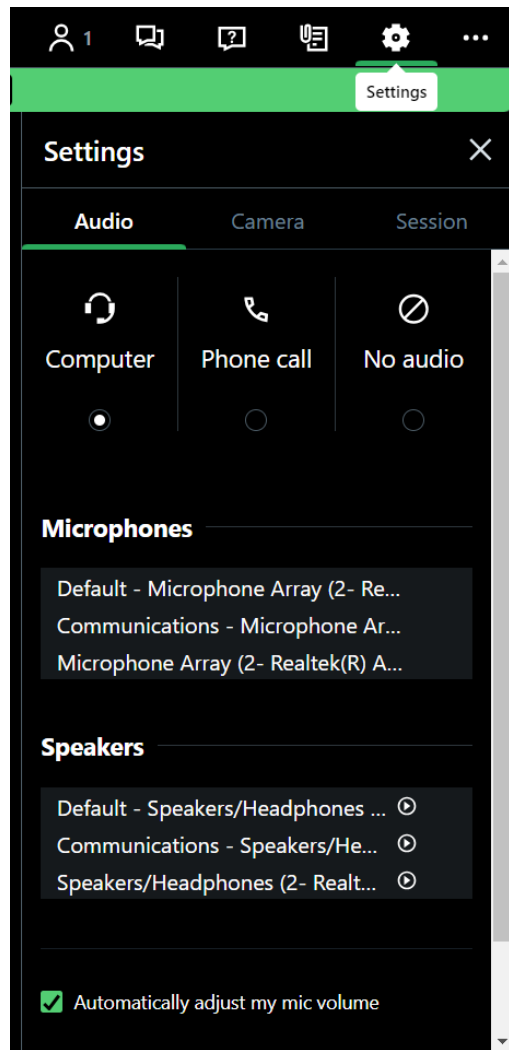 1
?
Settings
Settings
Audio Camera Session
Computer Phone call No audio
Microphones
Default - Microphone Array (2- Re...
Communications - Microphone Ar...
Microphone Array (2- Realtek(R) A...
Speakers
Default - Speakers/Headphones ...
Communications - Speakers/He...
Speakers/Headphones (2- Realt...
Automatically adjust my mic volume